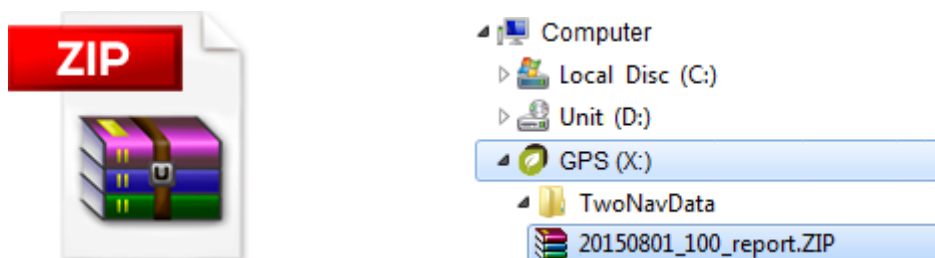 ZIP
U
Computer
Local Disc (C:)
Unit (D:)
GPS (X:)
TwoNavData
20150801_100_report.ZIP